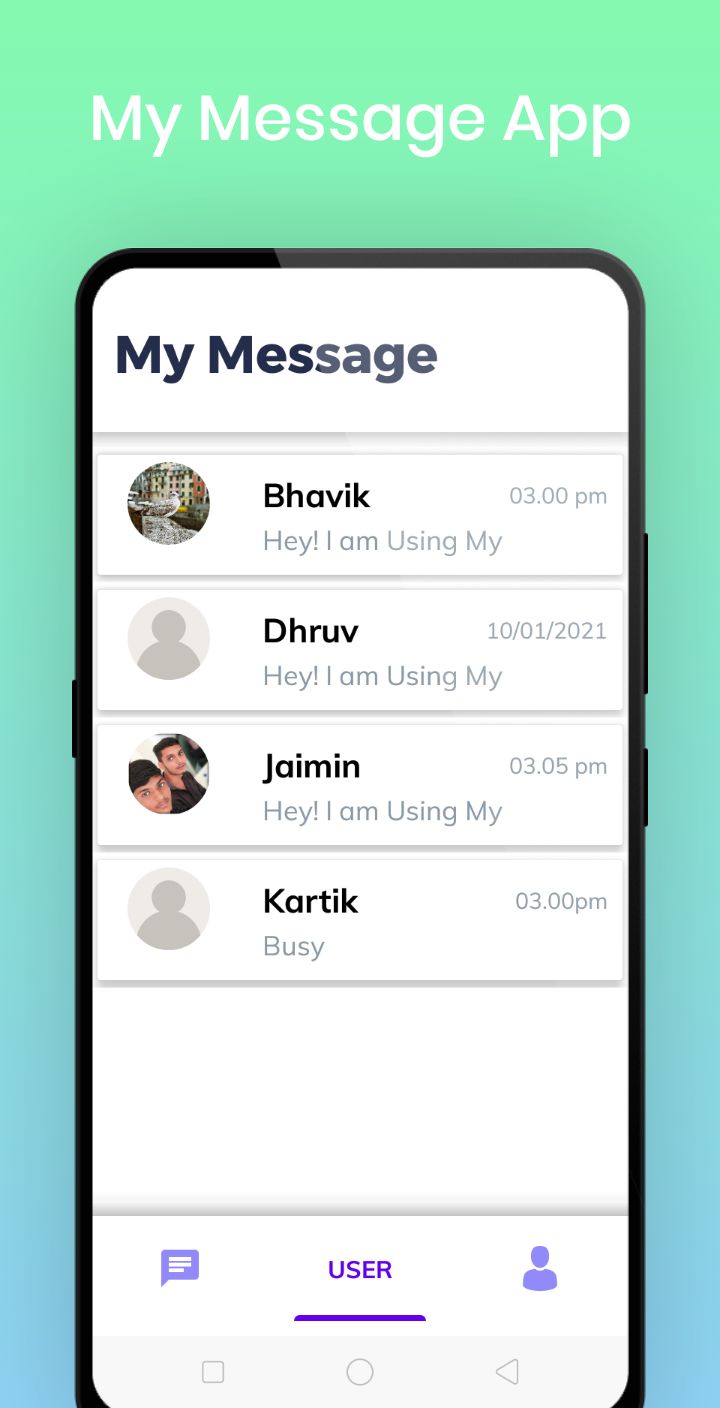 My Message App
My Message
Bhavik 03.00 pm
Hey! I am Using My
Dhruv 10/01/2021
Hey! I am Using My
Jaimin 03.05 pm
Hey! I am Using My
Kartik 03.00pm
Busy
USER